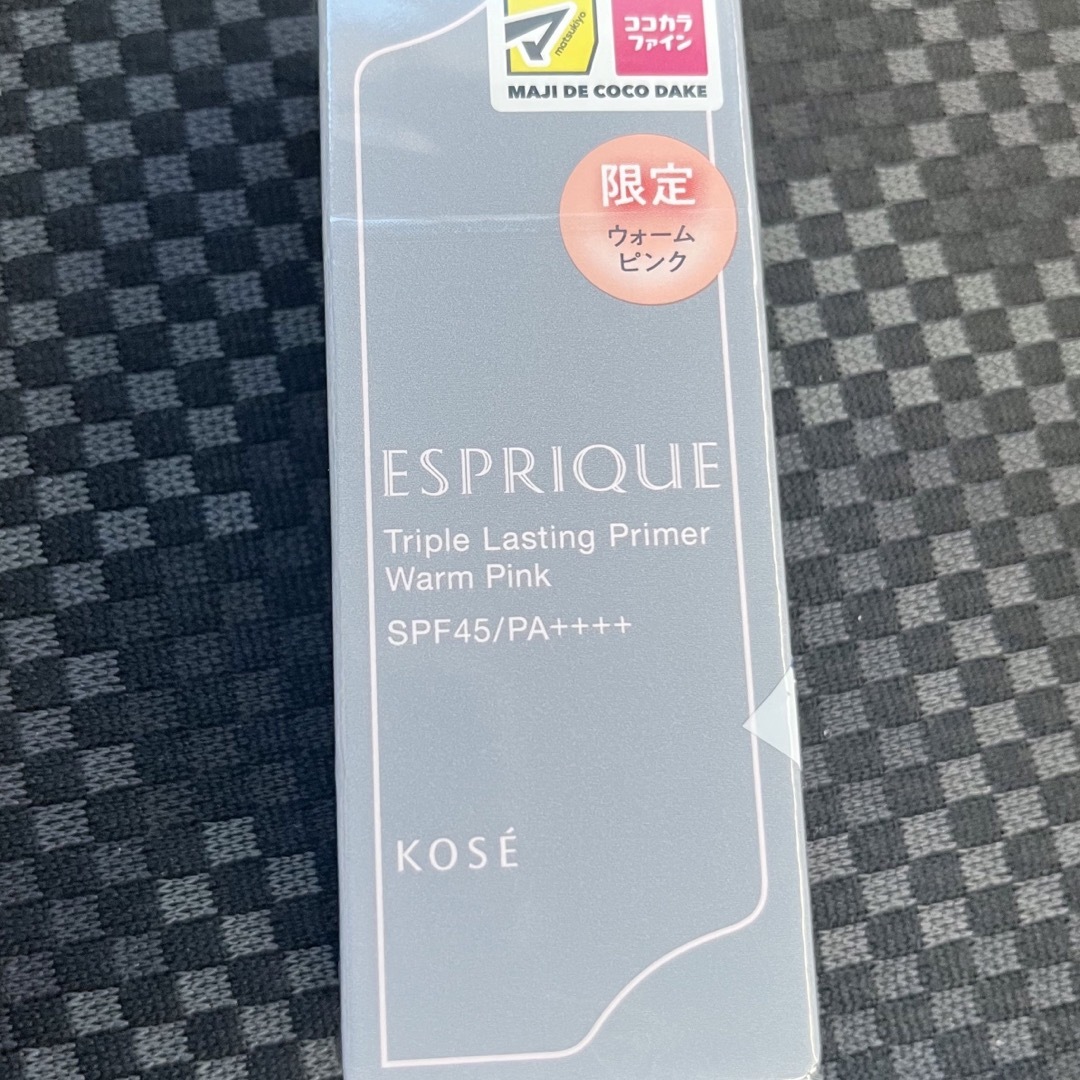 マ
matsukiyo
ココカラ
ファイン
MAJI DE COCO DAKE
限定
ウォーム
ピンク
ESPRIQUE
Triple Lasting Primer
Warm Pink
SPF45/PA++++
KOSÉ